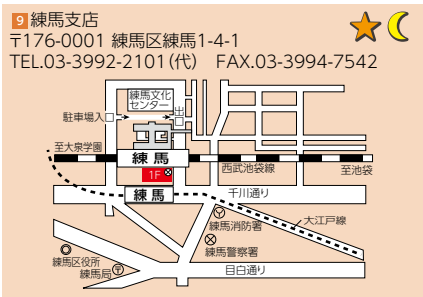 9 練馬支店
〒176-0001 練馬区練馬1-4-1
TEL.03-3992-2101(代) FAX.03-3994-7542
練馬文化
センター
出口
駐車場入口
至大泉学園
練馬
西武池袋線
至池袋
1F
練馬
千川通り
大江戸線
練馬消防署
練馬警察署
練馬区役所
練馬局
目白通り